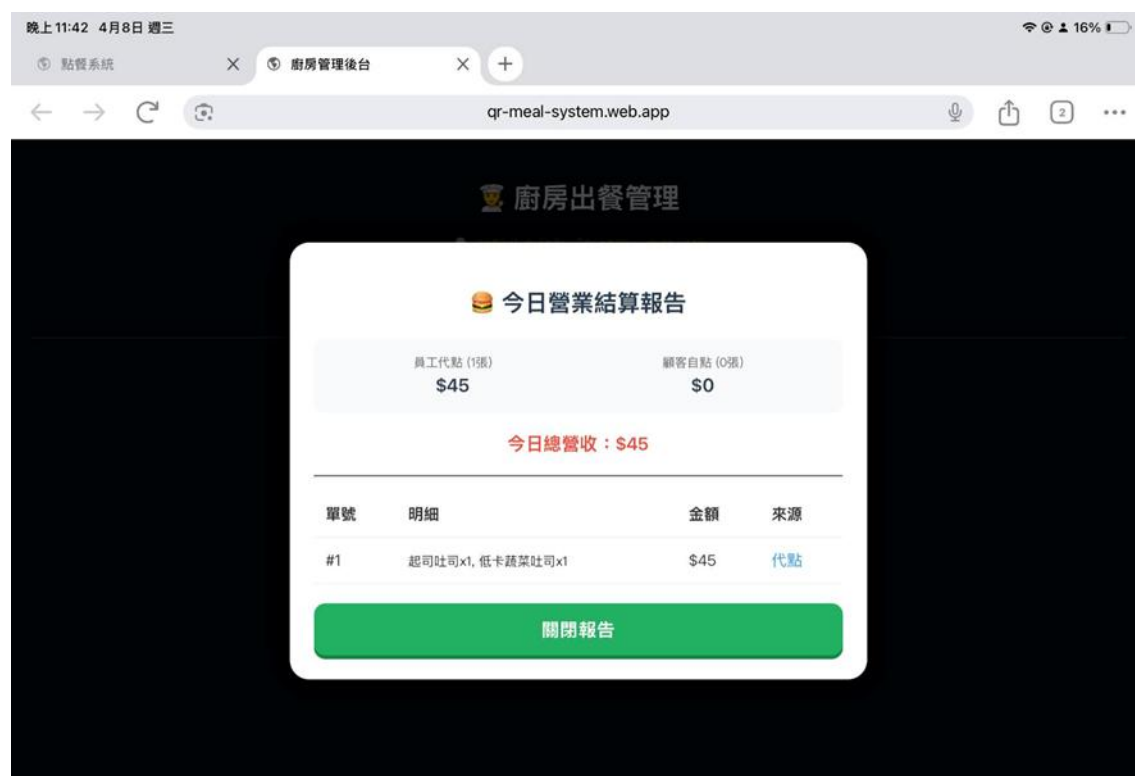 晚上11:42 4月8日 週三
16%
點餐系統
廚房管理後台
qr-meal-system.web.app
2
廚房出餐管理
今日營業結算報告
員工代點 (1張) 顧客自點 (0張)
$45 $0
今日總營收：$45
單號 明細 金額 來源
#1 起司吐司x1, 低卡蔬菜吐司x1 $45 代點
關閉報告